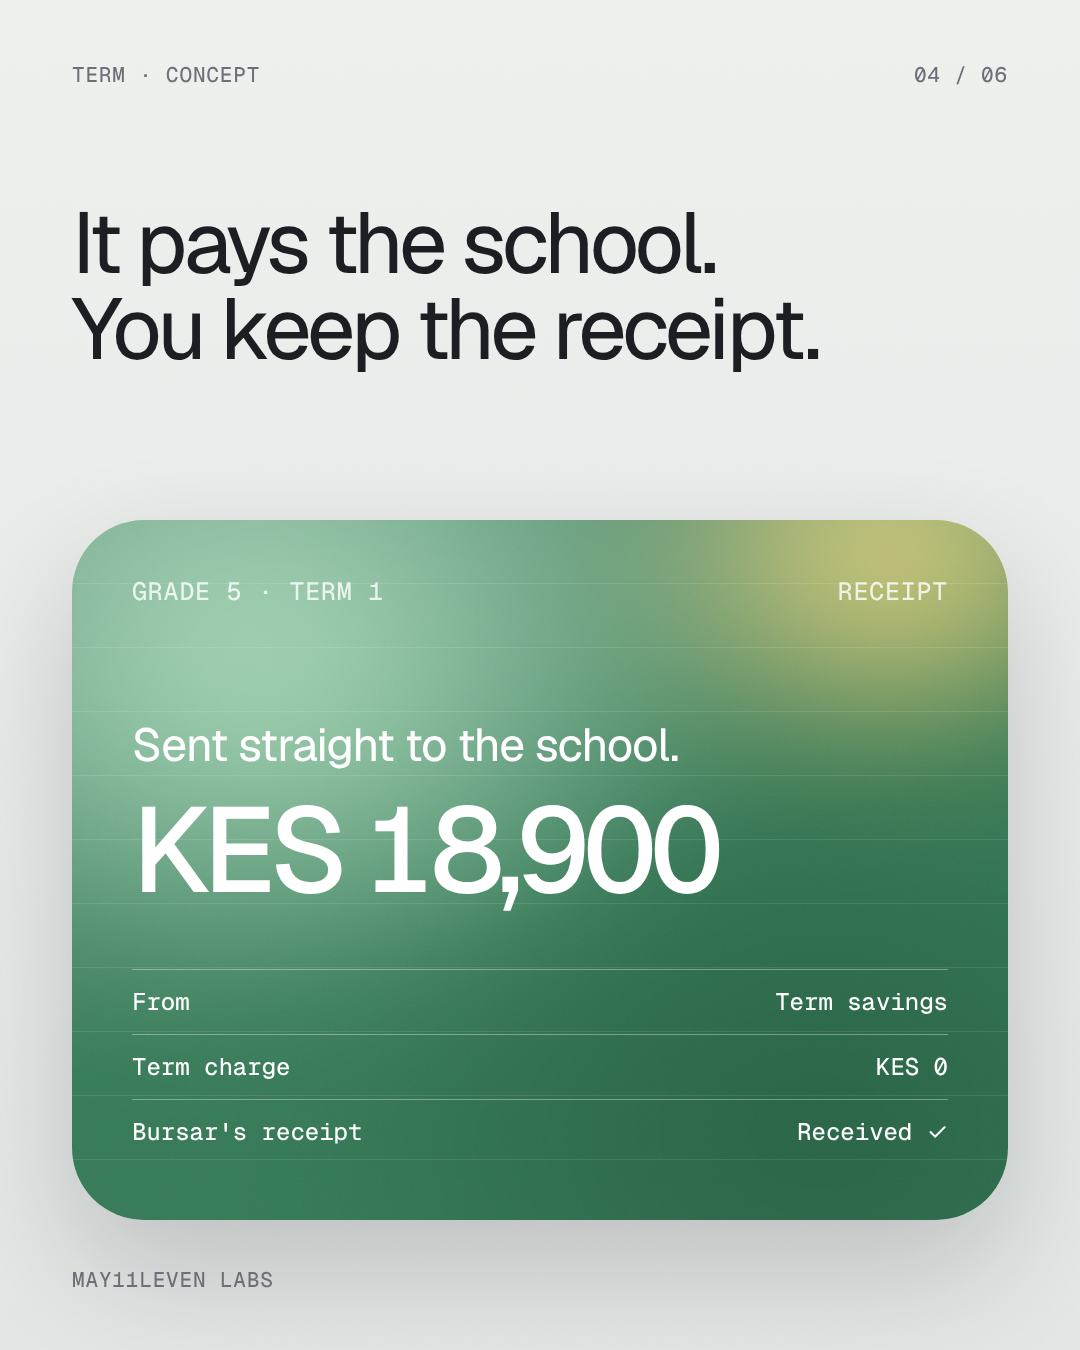 TERM · CONCEPT
04 / 06
It pays the school.
You keep the receipt.
GRADE 5 · TERM 1
RECEIPT
Sent straight to the school.
KES 18,900
From
Term savings
Term charge
KES 0
Bursar's receipt
Received ✓
MAY11LEVEN LABS